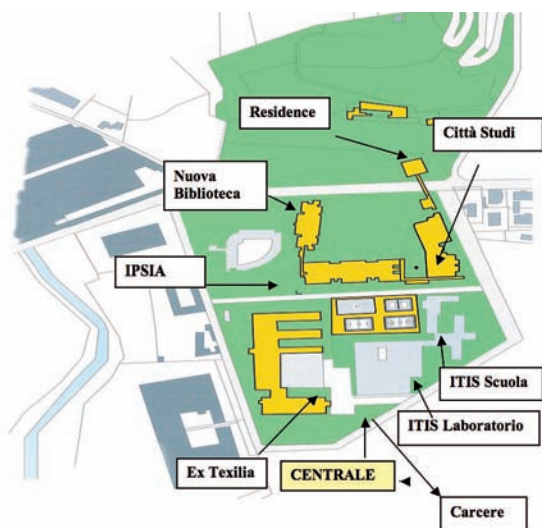 Residence
Città Studi
Nuova
Biblioteca
IPSIA
ITIS Scuola
ITIS Laboratorio
Ex Texilia
CENTRALE
Carcere